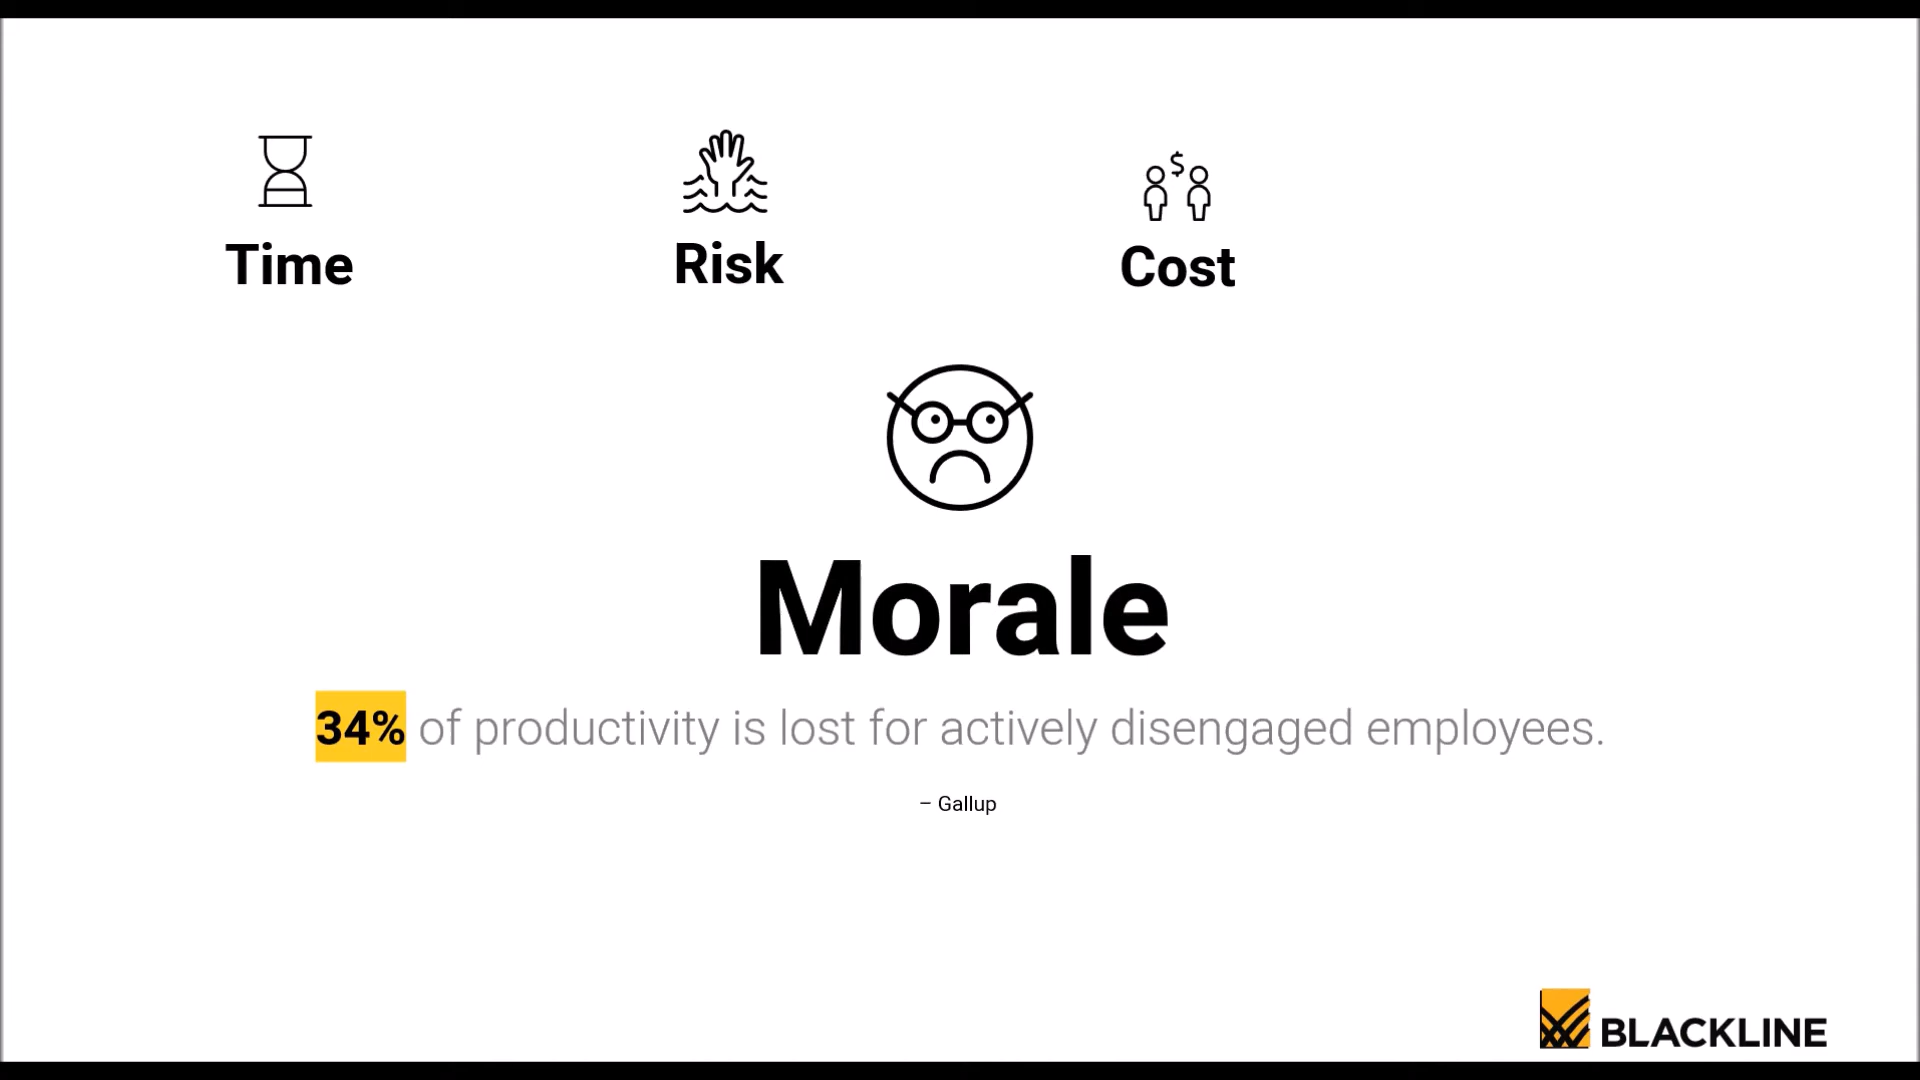 Time
Risk
Cost
Morale
34% of productivity is lost for actively disengaged employees.
– Gallup
BLACKLINE